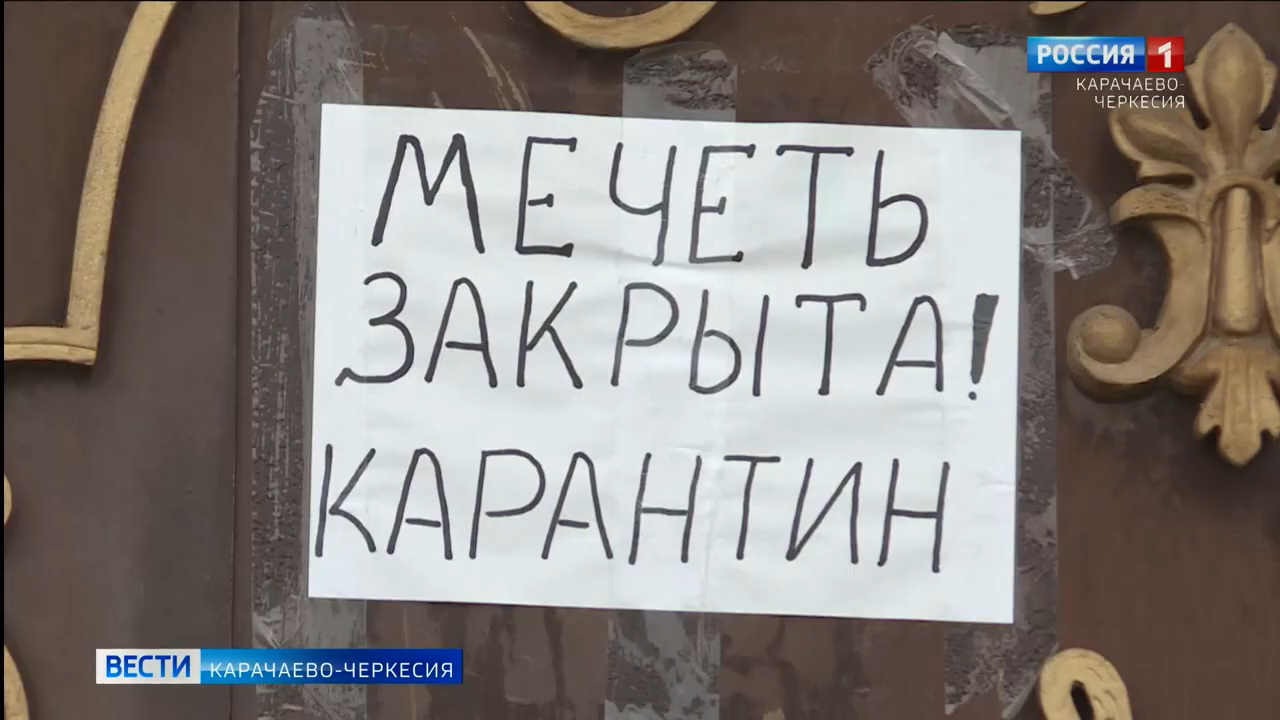 РОССИЯ 1
КАРАЧАЕВО-
ЧЕРКЕСИЯ
МЕЧЕТЬ
ЗАКРЫТА!
КАРАНТИН
ВЕСТИ КАРАЧАЕВО-ЧЕРКЕСИЯ